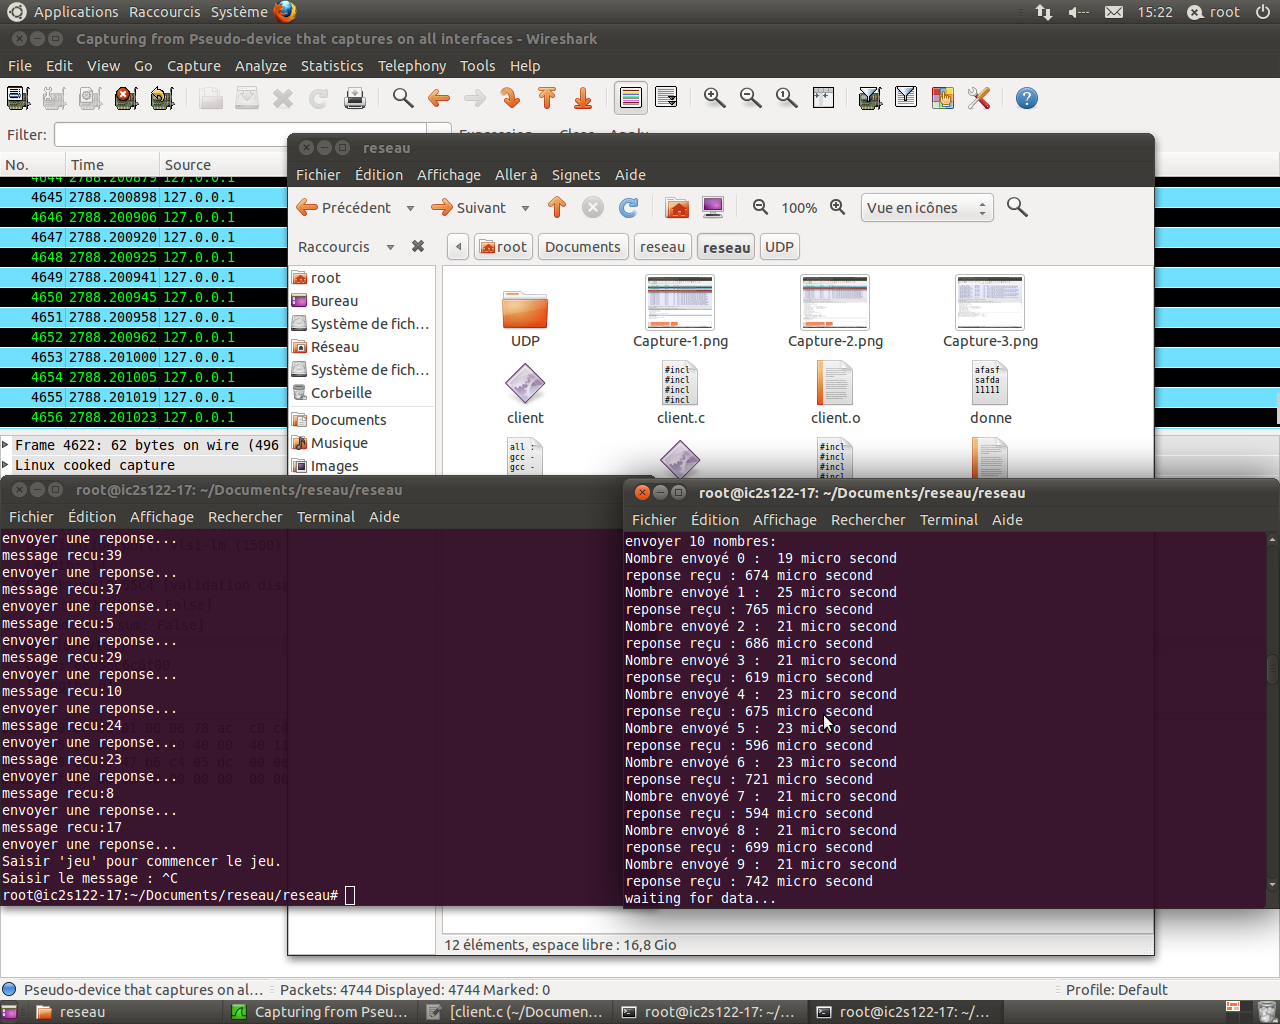 Applications Raccourcis Système 15:22 root
Capturing from Pseudo-device that captures on all interfaces - Wireshark
File Edit View Go Capture Analyze Statistics Telephony Tools Help
Filter:
No. Time Source
4644 2788.200879 127.0.0.1
4645 2788.200898 127.0.0.1
4646 2788.200906 127.0.0.1
4647 2788.200920 127.0.0.1
4648 2788.200925 127.0.0.1
4649 2788.200941 127.0.0.1
4650 2788.200945 127.0.0.1
4651 2788.200958 127.0.0.1
4652 2788.200962 127.0.0.1
4653 2788.201000 127.0.0.1
4654 2788.201005 127.0.0.1
4655 2788.201019 127.0.0.1
4656 2788.201023 127.0.0.1
Frame 4622: 62 bytes on wire (496
Linux cooked capture
reseau
Fichier Édition Affichage Aller à Signets Aide
Précédent Suivant 100% Vue en icônes
Raccourcis root Documents reseau reseau UDP
root
Bureau
Système de fich...
Réseau
Système de fich...
Corbeille
Documents
Musique
Images
UDP Capture-1.png Capture-2.png Capture-3.png
#incl
#incl
#incl
#incl
afasf
safda
11111
client client.c client.o donne
all :
gcc -
gcc -
#incl
#incl
#incl
12 éléments, espace libre : 16,8 Gio
root@ic2s122-17: ~/Documents/reseau/reseau
Fichier Édition Affichage Rechercher Terminal Aide
envoyer une reponse...
message recu:39
envoyer une reponse...
message recu:37
envoyer une reponse...
message recu:5
envoyer une reponse...
message recu:29
envoyer une reponse...
message recu:10
envoyer une reponse...
message recu:24
envoyer une reponse...
message recu:23
envoyer une reponse...
message recu:8
envoyer une reponse...
message recu:17
envoyer une reponse...
Saisir 'jeu' pour commencer le jeu.
Saisir le message : ^C
root@ic2s122-17:~/Documents/reseau/reseau#
root@ic2s122-17: ~/Documents/reseau/reseau
Fichier Édition Affichage Rechercher Terminal Aide
envoyer 10 nombres:
Nombre envoyé 0 :  19 micro second
reponse reçu : 674 micro second
Nombre envoyé 1 :  25 micro second
reponse reçu : 765 micro second
Nombre envoyé 2 :  21 micro second
reponse reçu : 686 micro second
Nombre envoyé 3 :  21 micro second
reponse reçu : 619 micro second
Nombre envoyé 4 :  23 micro second
reponse reçu : 675 micro second
Nombre envoyé 5 :  23 micro second
reponse reçu : 596 micro second
Nombre envoyé 6 :  23 micro second
reponse reçu : 721 micro second
Nombre envoyé 7 :  21 micro second
reponse reçu : 594 micro second
Nombre envoyé 8 :  21 micro second
reponse reçu : 699 micro second
Nombre envoyé 9 :  21 micro second
reponse reçu : 742 micro second
waiting for data...
Pseudo-device that captures on al... Packets: 4744 Displayed: 4744 Marked: 0 Profile: Default
reseau Capturing from Pseu... [client.c (~/Documen... root@ic2s122-17: ~/... root@ic2s122-17: ~/...